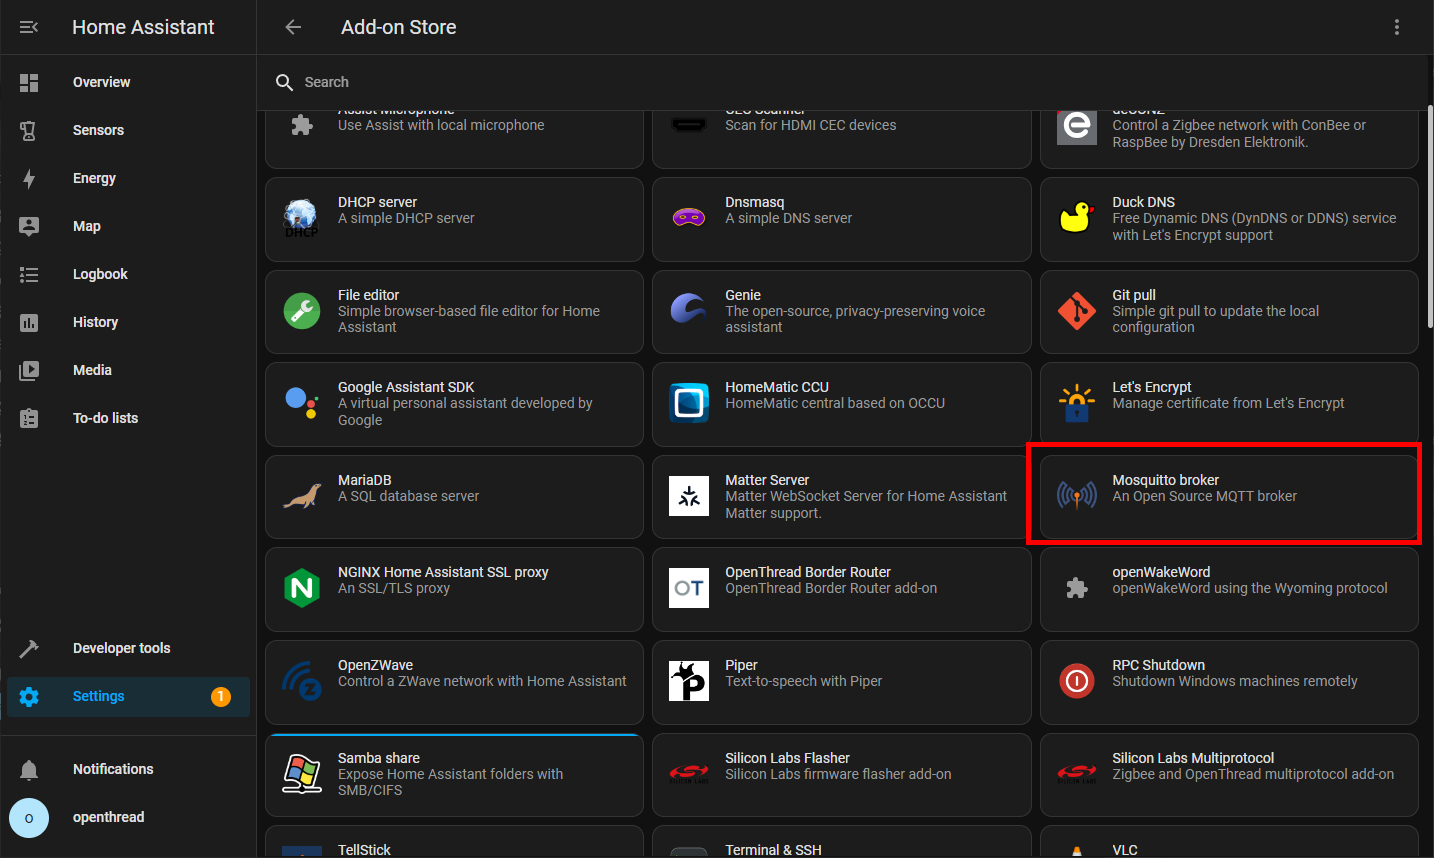 Home Assistant
Add-on Store
Search
Overview
Sensors
Energy
Map
Logbook
History
Media
To-do lists
Developer tools
Settings
1
Notifications
o
openthread
Assist Microphone
Use Assist with local microphone
CEC Scanner
Scan for HDMI CEC devices
e
deCONZ
Control a Zigbee network with ConBee or
RaspBee by Dresden Elektronik.
DHCP
DHCP server
A simple DHCP server
Dnsmasq
A simple DNS server
Duck DNS
Free Dynamic DNS (DynDNS or DDNS) service
with Let's Encrypt support
File editor
Simple browser-based file editor for Home
Assistant
Genie
The open-source, privacy-preserving voice
assistant
Git pull
Simple git pull to update the local
configuration
Google Assistant SDK
A virtual personal assistant developed by
Google
HomeMatic CCU
HomeMatic central based on OCCU
Let's Encrypt
Manage certificate from Let's Encrypt
MariaDB
A SQL database server
Matter Server
Matter WebSocket Server for Home Assistant
Matter support.
Mosquitto broker
An Open Source MQTT broker
N
NGINX Home Assistant SSL proxy
An SSL/TLS proxy
OT
OpenThread Border Router
OpenThread Border Router add-on
openWakeWord
openWakeWord using the Wyoming protocol
OpenZWave
Control a ZWave network with Home Assistant
P
Piper
Text-to-speech with Piper
RPC Shutdown
Shutdown Windows machines remotely
Samba share
Expose Home Assistant folders with
SMB/CIFS
Silicon Labs Flasher
Silicon Labs firmware flasher add-on
Silicon Labs Multiprotocol
Zigbee and OpenThread multiprotocol add-on
TellStick
Terminal & SSH
VLC